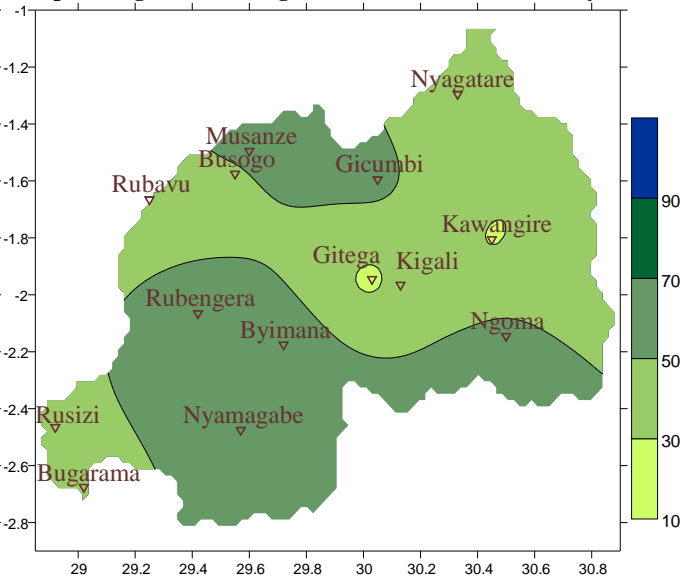 -1
-1.2
Nyagatare
-1.4
Musanze
Busogo
Gicumbi
-1.6
Rubavu
90
-1.8
Kawangire
Gitega
Kigali
-2
70
Rubengera
Byimana
Ngoma
-2.2
50
-2.4
Rusizi
Nyamagabe
30
-2.6
Bugarama
-2.8
10
29
29.2
29.4
29.6
29.8
30
30.2
30.4
30.6
30.8